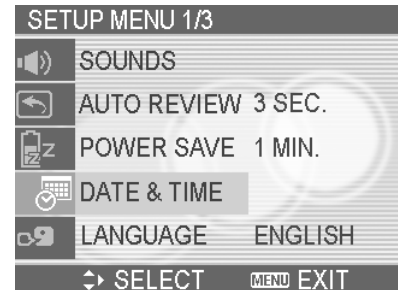 SETUP MENU 1/3
SOUNDS
AUTO REVIEW 3 SEC.
POWER SAVE 1 MIN.
DATE & TIME
LANGUAGE ENGLISH
SELECT MENU EXIT